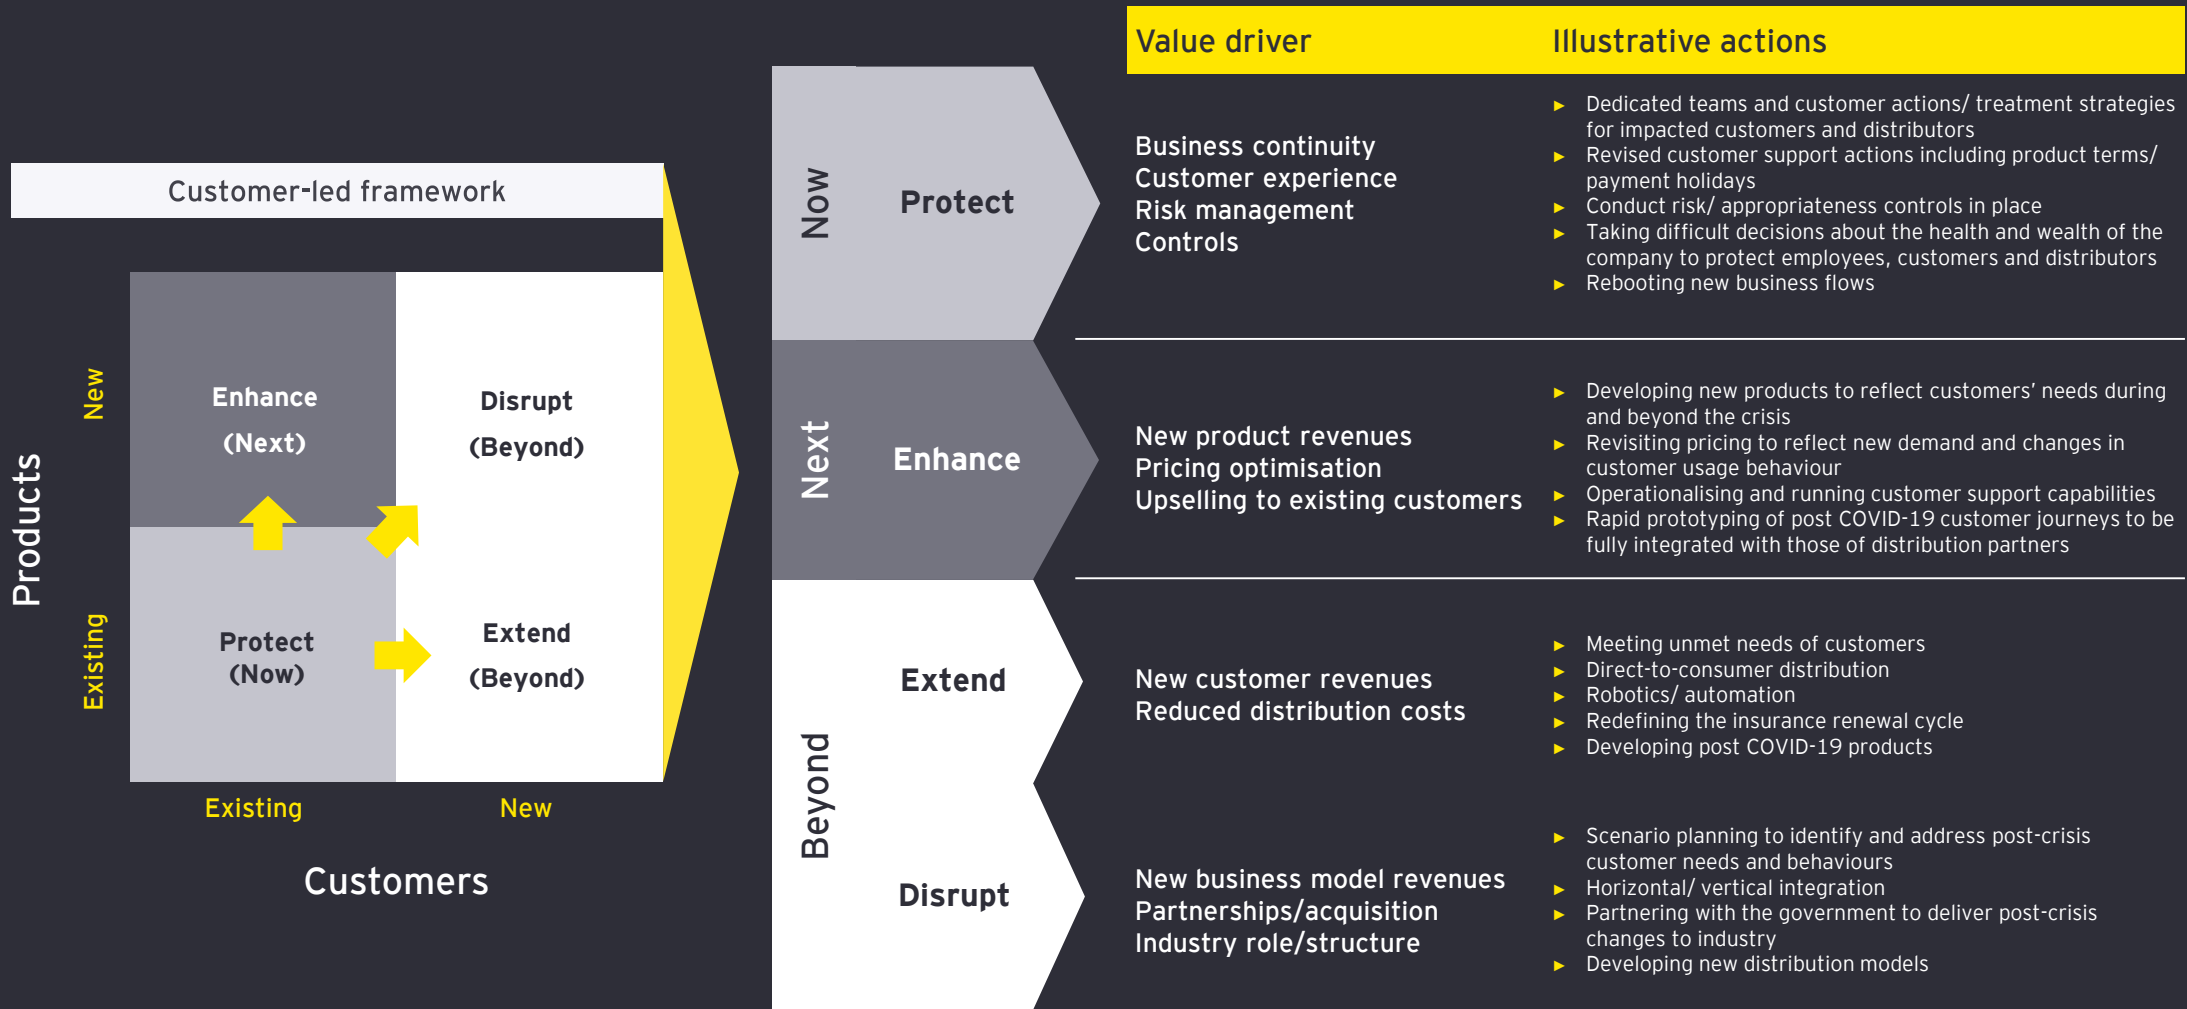 Customer-led framework
Products
New
Existing
Enhance
(Next)
Disrupt
(Beyond)
Protect
(Now)
Extend
(Beyond)
Existing
New
Customers
Value driver
Illustrative actions
Now
Protect
Business continuity
Customer experience
Risk management
Controls
► Dedicated teams and customer actions/ treatment strategies
for impacted customers and distributors
► Revised customer support actions including product terms/
payment holidays
► Conduct risk/ appropriateness controls in place
► Taking difficult decisions about the health and wealth of the
company to protect employees, customers and distributors
► Rebooting new business flows
Next
Enhance
New product revenues
Pricing optimisation
Upselling to existing customers
► Developing new products to reflect customers’ needs during
and beyond the crisis
► Revisiting pricing to reflect new demand and changes in
customer usage behaviour
► Operationalising and running customer support capabilities
► Rapid prototyping of post COVID-19 customer journeys to be
fully integrated with those of distribution partners
Beyond
Extend
New customer revenues
Reduced distribution costs
► Meeting unmet needs of customers
► Direct-to-consumer distribution
► Robotics/ automation
► Redefining the insurance renewal cycle
► Developing post COVID-19 products
Disrupt
New business model revenues
Partnerships/acquisition
Industry role/structure
► Scenario planning to identify and address post-crisis
customer needs and behaviours
► Horizontal/ vertical integration
► Partnering with the government to deliver post-crisis
changes to industry
► Developing new distribution models